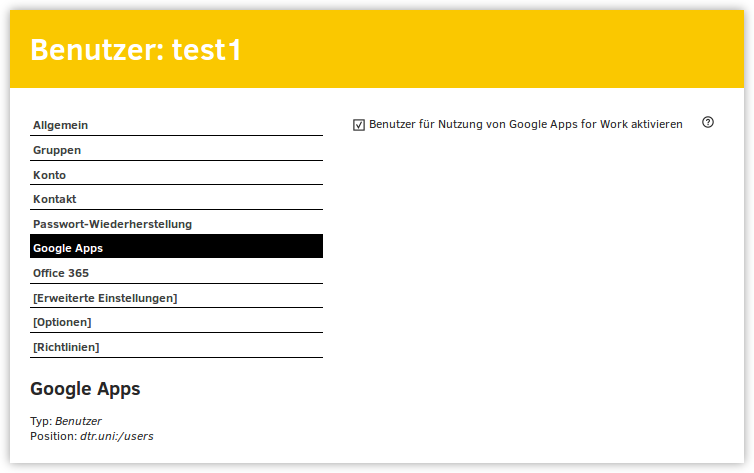 Benutzer: test1
Allgemein
Gruppen
Konto
Kontakt
Passwort-Wiederherstellung
Google Apps
Office 365
[Erweiterte Einstellungen]
[Optionen]
[Richtlinien]
Google Apps
Typ: Benutzer
Position: dtr.uni:/users
Benutzer für Nutzung von Google Apps for Work aktivieren